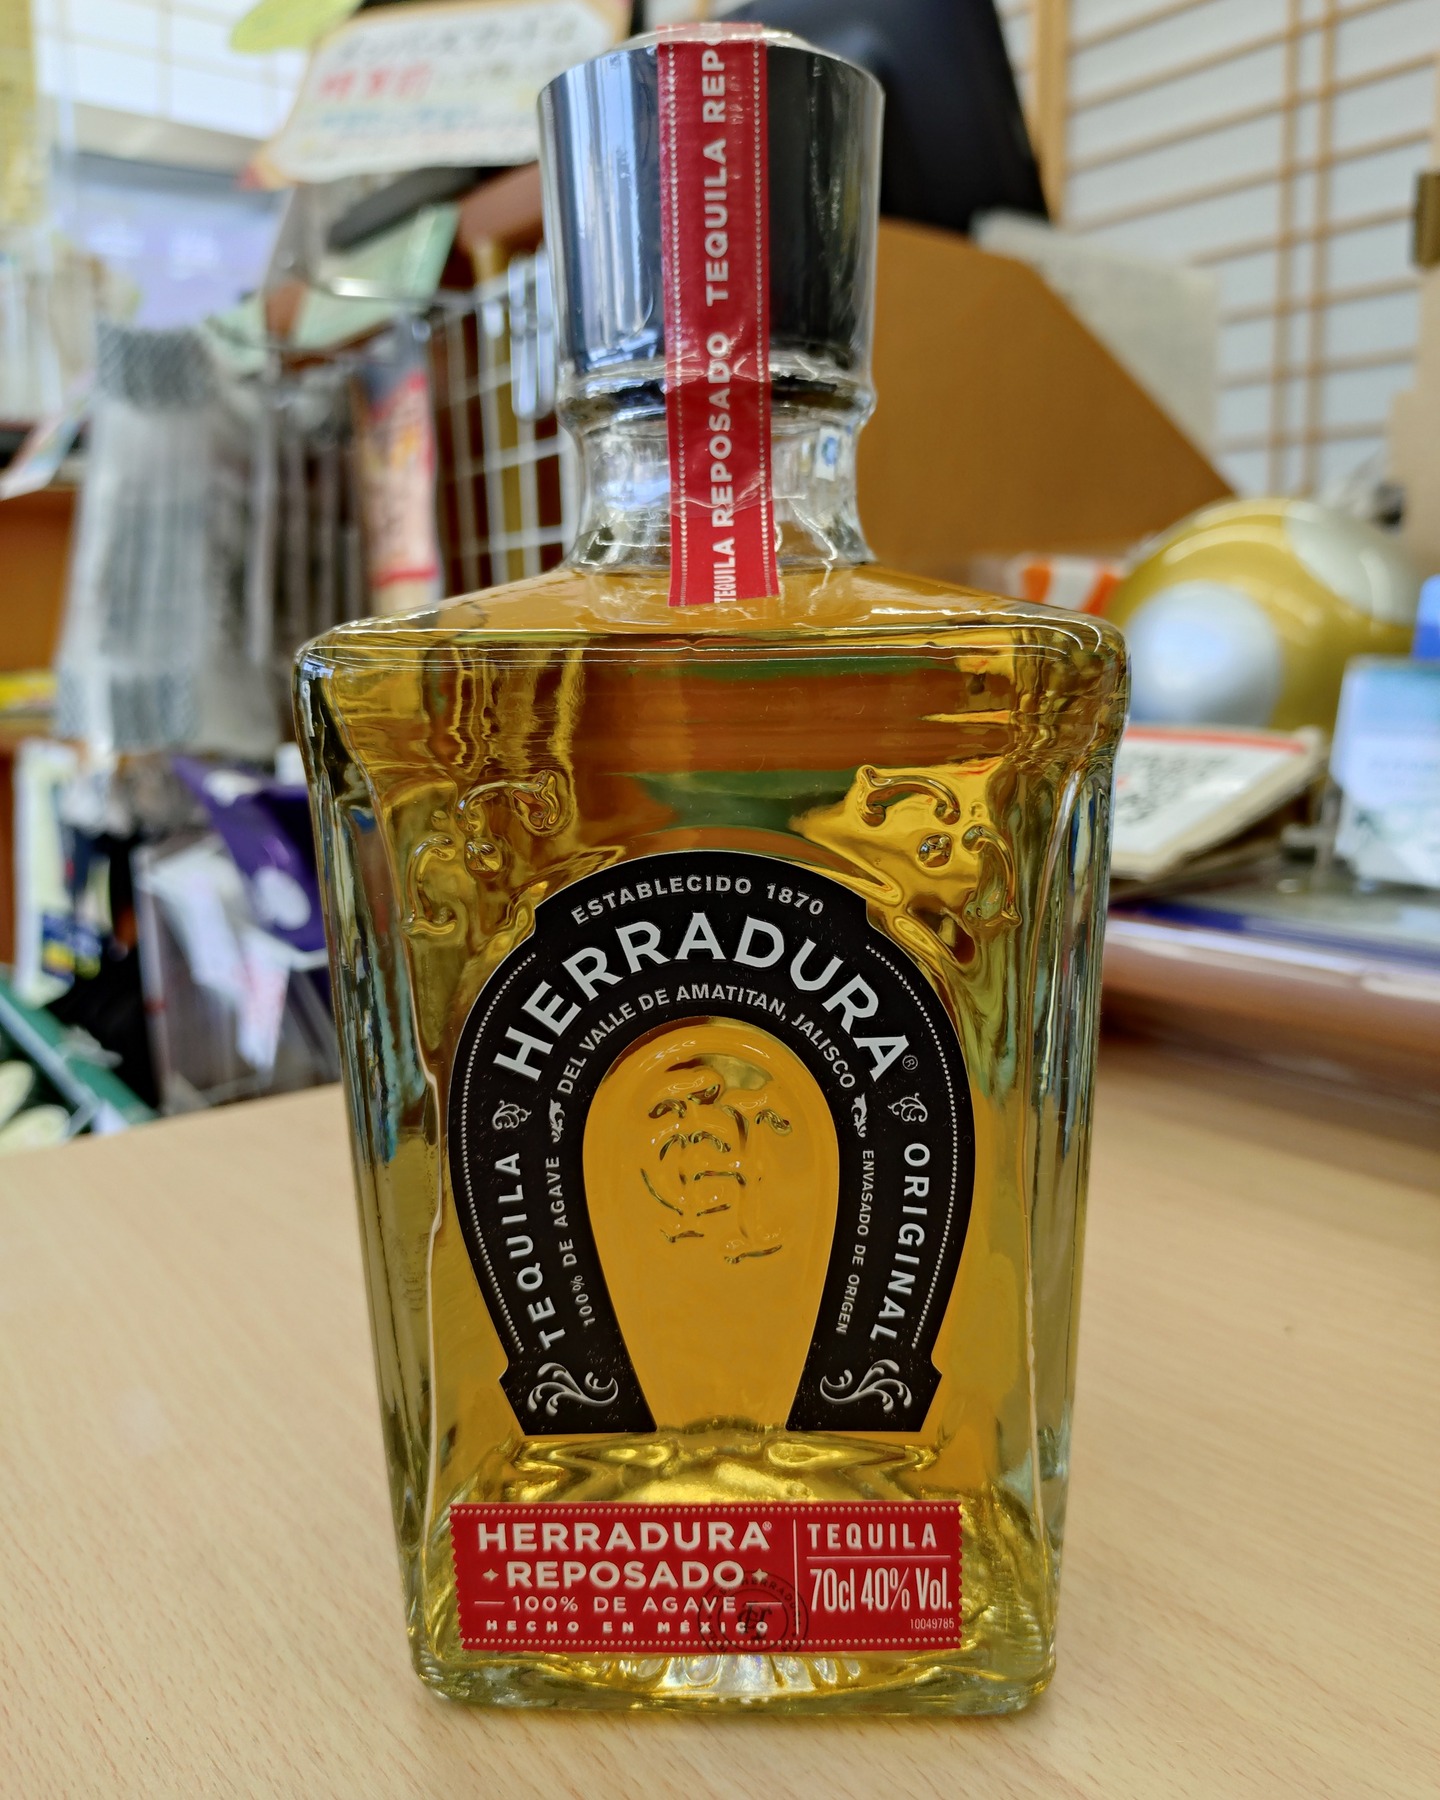 TEQUILA REPOSADO TEQUILA REP
ESTABLECIDO 1870
HERRADURA®
DEL VALLE DE AMATITAN, JALISCO
TEQUILA
100% DE AGAVE
ENVASADO DE ORIGEN
ORIGINAL
HERRADURA®
REPOSADO
100% DE AGAVE
HECHO EN MÉXICO
TEQUILA
70cl 40% Vol.
10049785